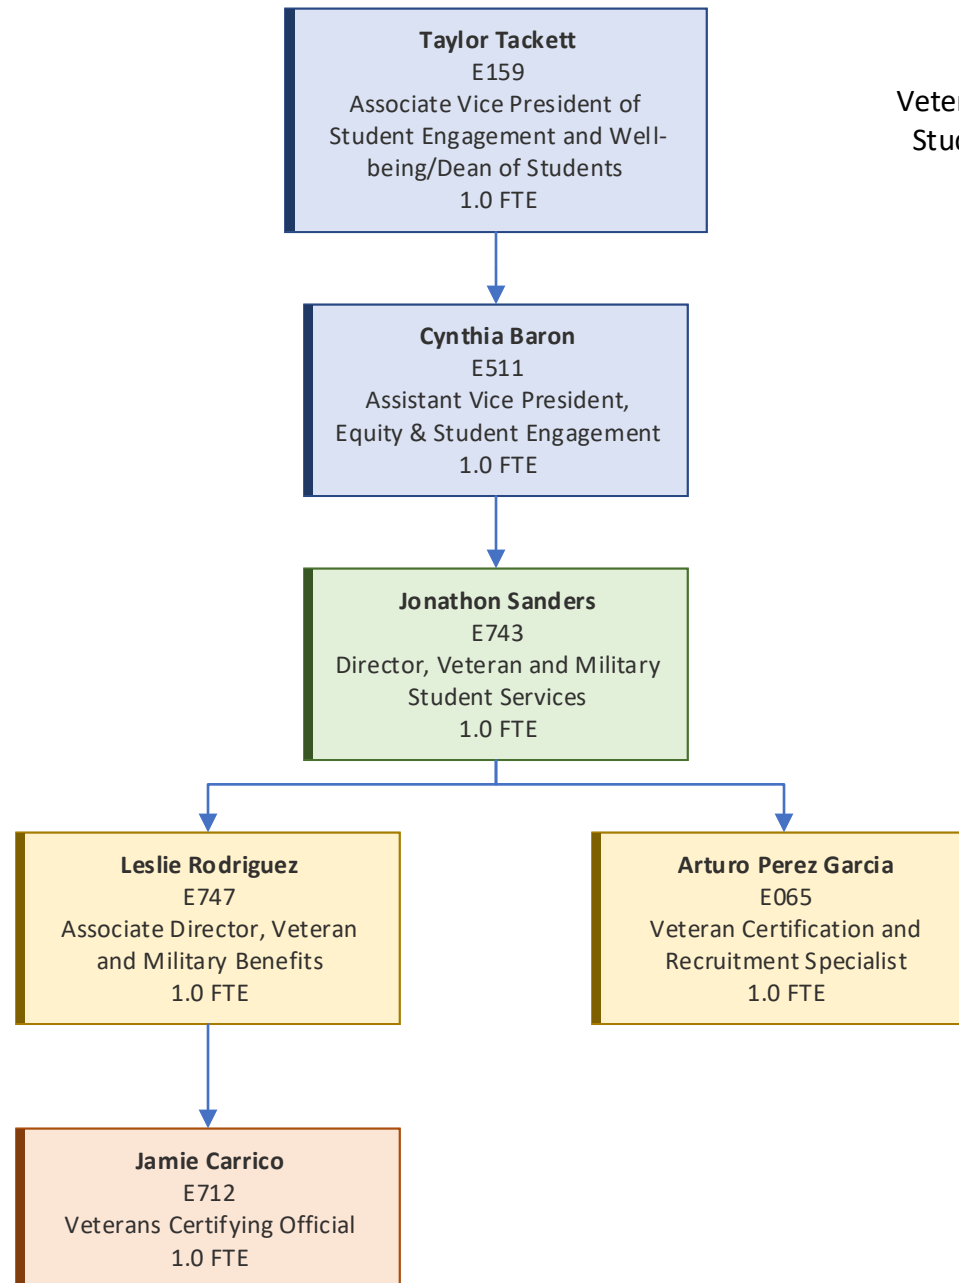 Taylor Tackett
E159
Associate Vice President of
Student Engagement and Well-
being/Dean of Students
1.0 FTE
Cynthia Baron
E511
Assistant Vice President,
Equity & Student Engagement
1.0 FTE
Jonathon Sanders
E743
Director, Veteran and Military
Student Services
1.0 FTE
Leslie Rodriguez
E747
Associate Director, Veteran
and Military Benefits
1.0 FTE
Arturo Perez Garcia
E065
Veteran Certification and
Recruitment Specialist
1.0 FTE
Jamie Carrico
E712
Veterans Certifying Official
1.0 FTE